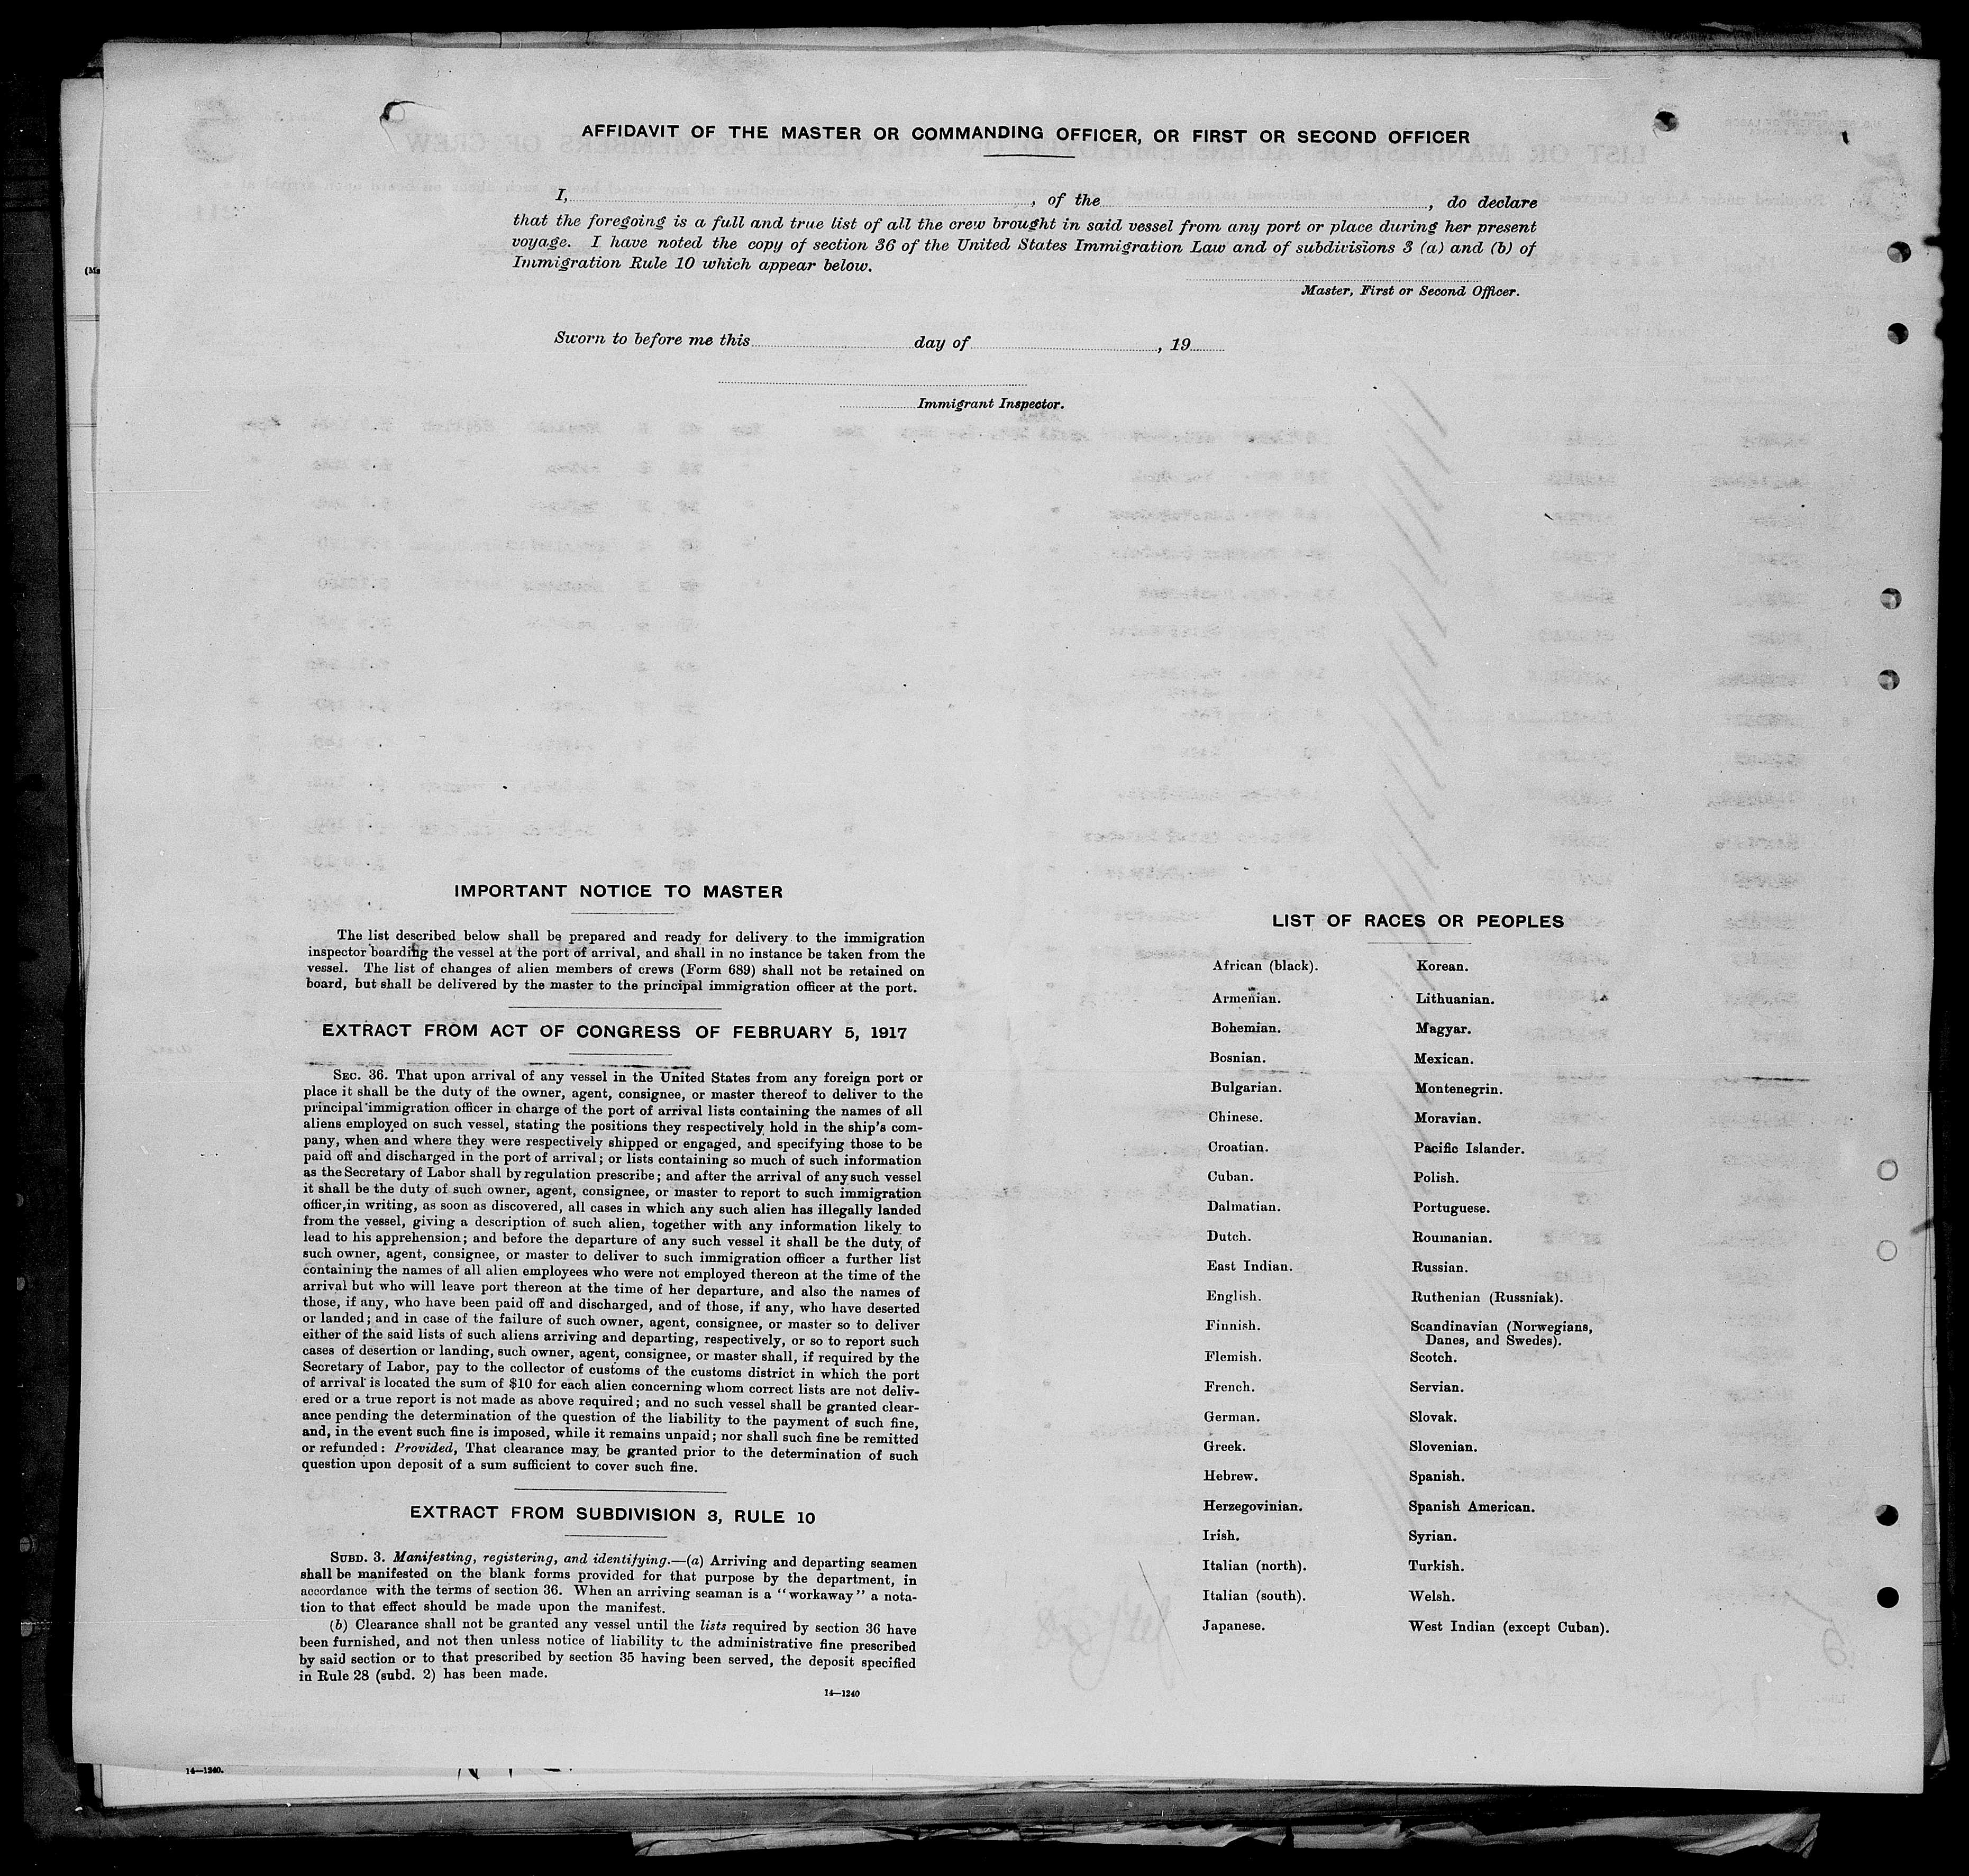 AFFIDAVIT OF THE MASTER OR COMMANDING OFFICER, OR FIRST OR SECOND OFFICER
I, , of the , do declare
that the foregoing is a full and true list of all the crew brought in said vessel from any port or place during her present
voyage. I have noted the copy of section 36 of the United States Immigration Law and of subdivisions 3 (a) and (b) of
Immigration Rule 10 which appear below.
Master, First or Second Officer.
Sworn to before me this day of , 19
Immigrant Inspector.
IMPORTANT NOTICE TO MASTER
The list described below shall be prepared and ready for delivery to the immigration
inspector boarding the vessel at the port of arrival, and shall in no instance be taken from the
vessel. The list of changes of alien members of crews (Form 689) shall not be retained on
board, but shall be delivered by the master to the principal immigration officer at the port.
EXTRACT FROM ACT OF CONGRESS OF FEBRUARY 5, 1917
SEC. 36. That upon arrival of any vessel in the United States from any foreign port or
place it shall be the duty of the owner, agent, consignee, or master thereof to deliver to the
principal immigration officer in charge of the port of arrival lists containing the names of all
aliens employed on such vessel, stating the positions they respectively hold in the ship's com-
pany, when and where they were respectively shipped or engaged, and specifying those to be
paid off and discharged in the port of arrival; or lists containing so much of such information
as the Secretary of Labor shall by regulation prescribe; and after the arrival of any such vessel
it shall be the duty of such owner, agent, consignee, or master to report to such immigration
officer, in writing, as soon as discovered, all cases in which any such alien has illegally landed
from the vessel, giving a description of such alien, together with any information likely to
lead to his apprehension; and before the departure of any such vessel it shall be the duty of
such owner, agent, consignee, or master to deliver to such immigration officer a further list
containing the names of all alien employees who were not employed thereon at the time of the
arrival but who will leave port thereon at the time of her departure, and also the names of
those, if any, who have been paid off and discharged, and of those, if any, who have deserted
or landed; and in case of the failure of such owner, agent, consignee, or master so to deliver
either of the said lists of such aliens arriving and departing, respectively, or so to report such
cases of desertion or landing, such owner, agent, consignee, or master shall, if required by the
Secretary of Labor, pay to the collector of customs of the customs district in which the port
of arrival is located the sum of $10 for each alien concerning whom correct lists are not deliv-
ered or a true report is not made as above required; and no such vessel shall be granted clear-
ance pending the determination of the question of the liability to the payment of such fine,
and, in the event such fine is imposed, while it remains unpaid; nor shall such fine be remitted
or refunded: Provided, That clearance may be granted prior to the determination of such
question upon deposit of a sum sufficient to cover such fine.
EXTRACT FROM SUBDIVISION 3, RULE 10
SUBD. 3. Manifesting, registering, and identifying.—(a) Arriving and departing seamen
shall be manifested on the blank forms provided for that purpose by the department, in
accordance with the terms of section 36. When an arriving seaman is a "workaway" a nota-
tion to that effect should be made upon the manifest.
(b) Clearance shall not be granted any vessel until the lists required by section 36 have
been furnished, and not then unless notice of liability to the administrative fine prescribed
by said section or to that prescribed by section 35 having been served, the deposit specified
in Rule 28 (subd. 2) has been made.
14—1240
LIST OF RACES OR PEOPLES
African (black).
Armenian.
Bohemian.
Bosnian.
Bulgarian.
Chinese.
Croatian.
Cuban.
Dalmatian.
Dutch.
East Indian.
English.
Finnish.
Flemish.
French.
German.
Greek.
Hebrew.
Herzegovinian.
Irish.
Italian (north).
Italian (south).
Japanese.
Korean.
Lithuanian.
Magyar.
Mexican.
Montenegrin.
Moravian.
Pacific Islander.
Polish.
Portuguese.
Roumanian.
Russian.
Ruthenian (Russniak).
Scandinavian (Norwegians,
Danes, and Swedes).
Scotch.
Servian.
Slovak.
Slovenian.
Spanish.
Spanish American.
Syrian.
Turkish.
Welsh.
West Indian (except Cuban).
14—1240.